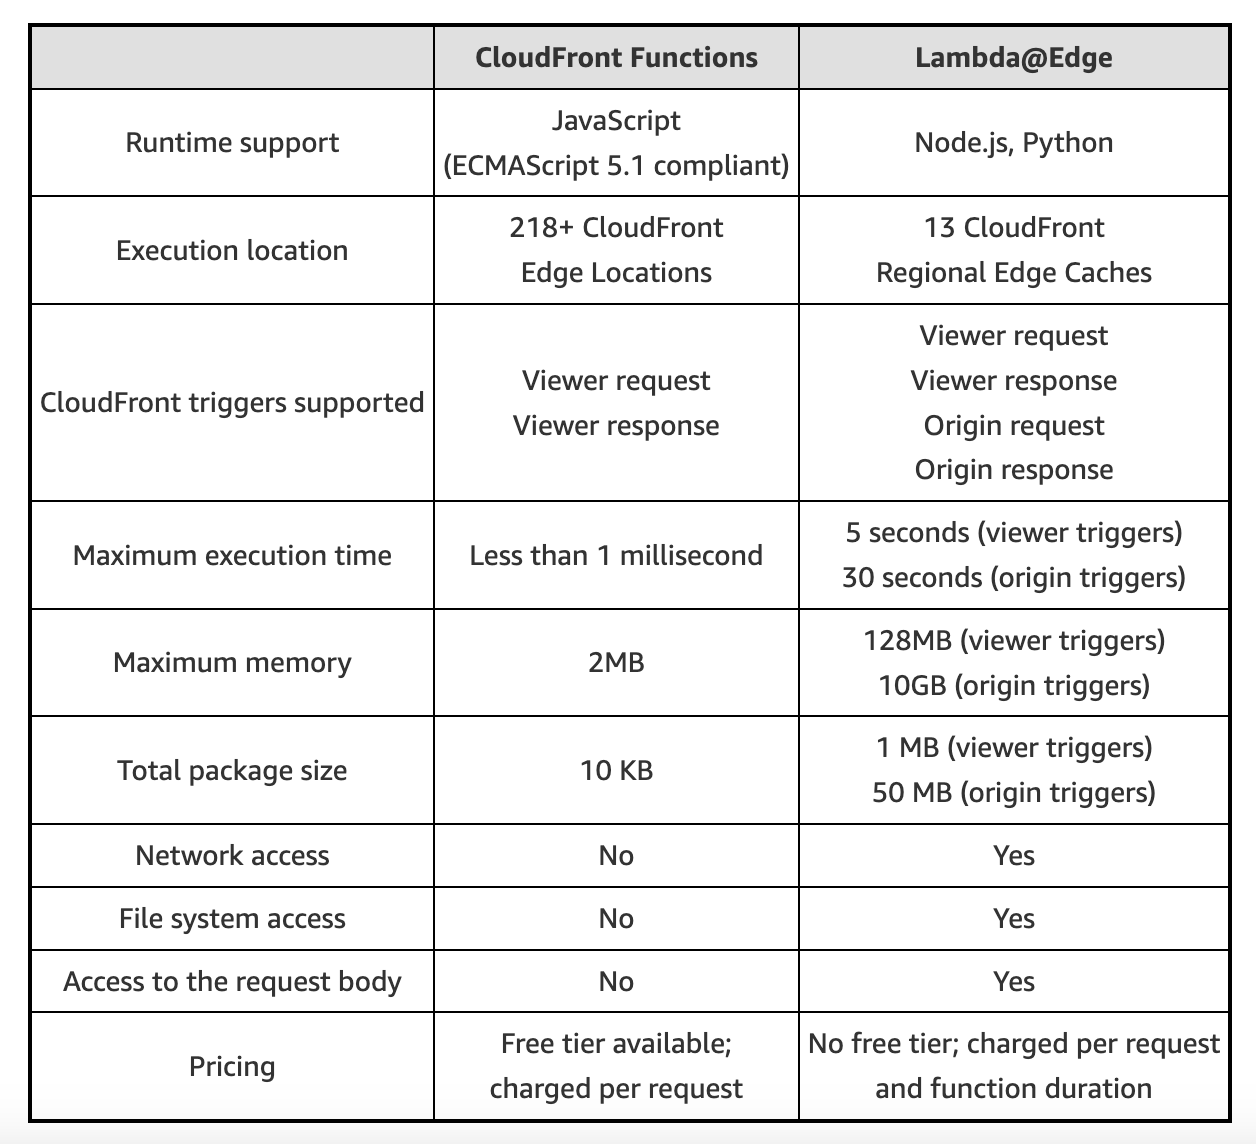 CloudFront Functions
Lambda@Edge
Runtime support
JavaScript
(ECMAScript 5.1 compliant)
Node.js, Python
Execution location
218+ CloudFront
Edge Locations
13 CloudFront
Regional Edge Caches
CloudFront triggers supported
Viewer request
Viewer response
Viewer request
Viewer response
Origin request
Origin response
Maximum execution time
Less than 1 millisecond
5 seconds (viewer triggers)
30 seconds (origin triggers)
Maximum memory
2MB
128MB (viewer triggers)
10GB (origin triggers)
Total package size
10 KB
1 MB (viewer triggers)
50 MB (origin triggers)
Network access
No
Yes
File system access
No
Yes
Access to the request body
No
Yes
Pricing
Free tier available;
charged per request
No free tier; charged per request
and function duration